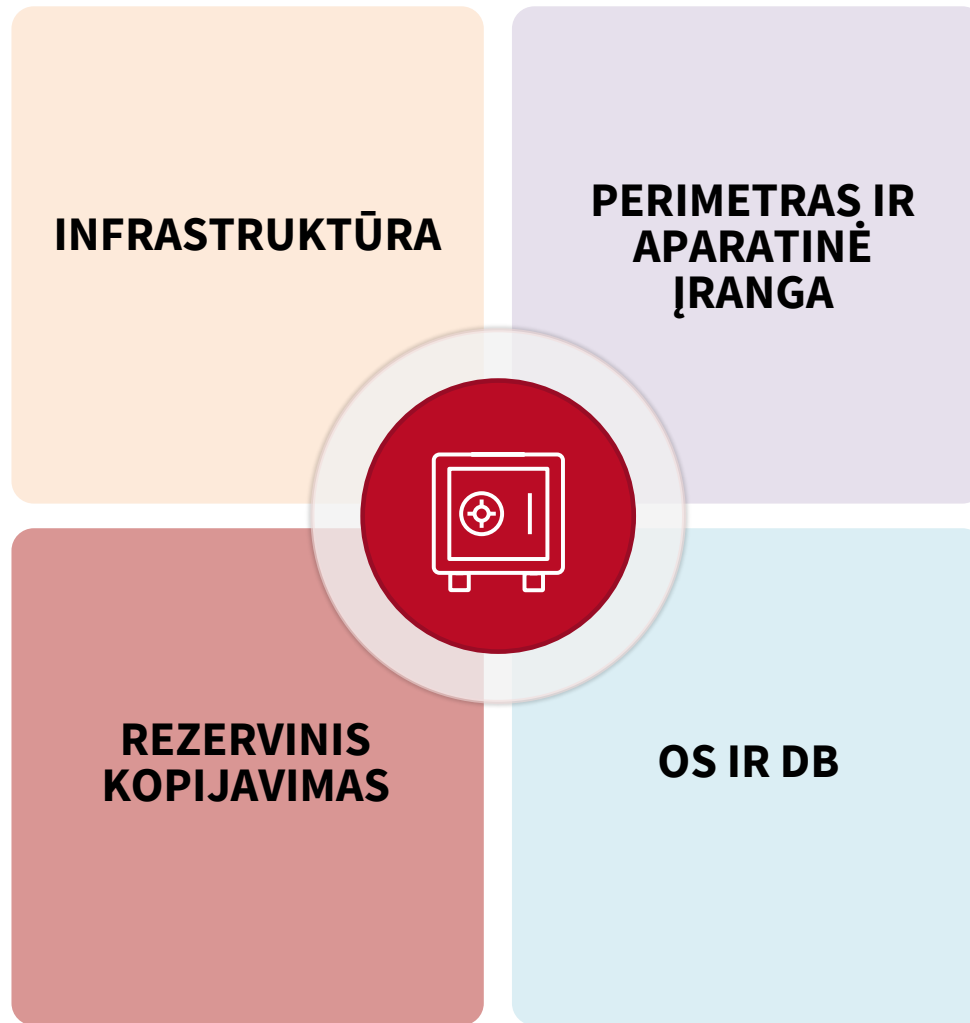 INFRASTRUKTŪRA
PERIMETRAS IR
APARATINĖ
ĮRANGA
REZERVINIS
KOPIJAVIMAS
OS IR DB